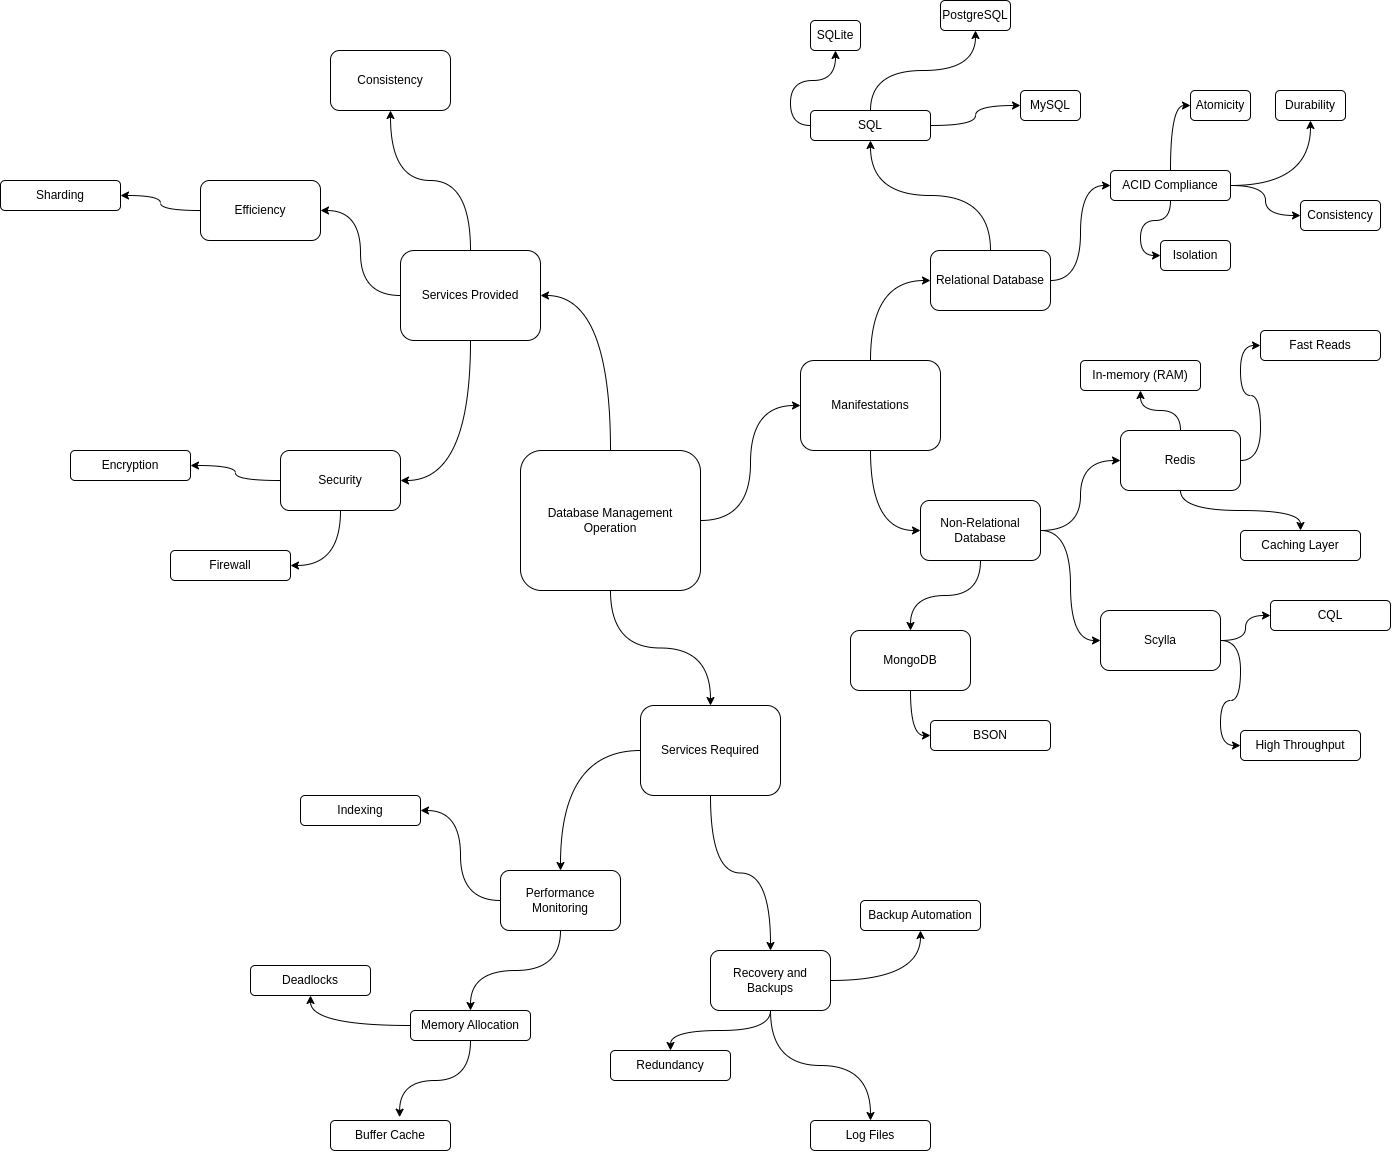 PostgreSQL
SQLite
Consistency
SQL
MySQL
Atomicity
Durability
Sharding
Efficiency
ACID Compliance
Consistency
Isolation
Services Provided
Relational Database
Fast Reads
In-memory (RAM)
Manifestations
Encryption
Security
Redis
Database Management
Operation
Non-Relational
Database
Caching Layer
Firewall
CQL
Scylla
MongoDB
BSON
High Throughput
Services Required
Indexing
Performance
Monitoring
Backup Automation
Recovery and
Backups
Deadlocks
Memory Allocation
Redundancy
Buffer Cache
Log Files